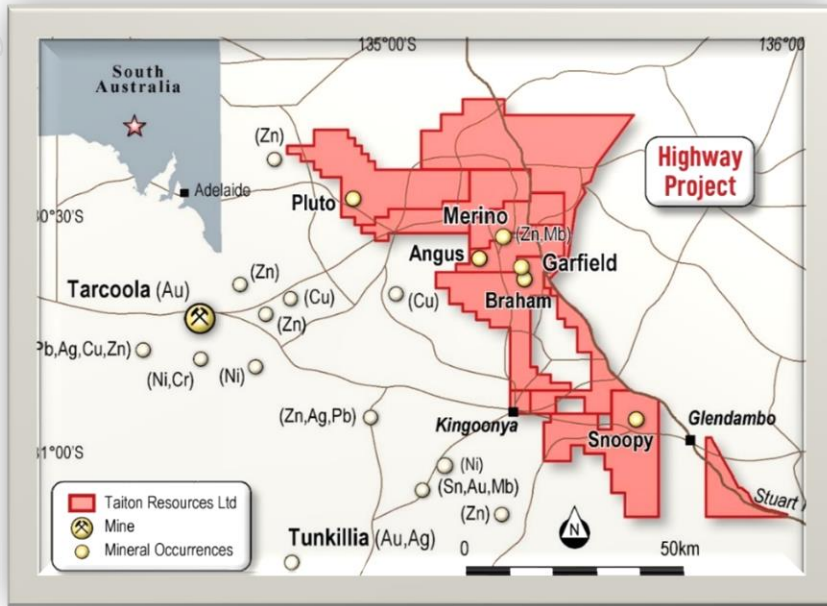 135°00'S
136°00
South
Australia
Adelaide
(Zn)
Highway
Project
Pluto
Merino
(Zn,Mb)
30°30'S
Angus
Garfield
Tarcoola (Au)
(Zn)
(Cu)
(Zn)
(Cu)
Braham
Pb,Ag,Cu,Zn)
(Ni,Cr)
(Ni)
(Zn,Ag,Pb)
Kingoonya
Snoopy
Glendambo
31°00'S
(Ni)
(Sn,Au,Mb)
(Zn)
Stuart
Taiton Resources Ltd
Mine
Mineral Occurrences
Tunkillia (Au,Ag)
N
0
50km